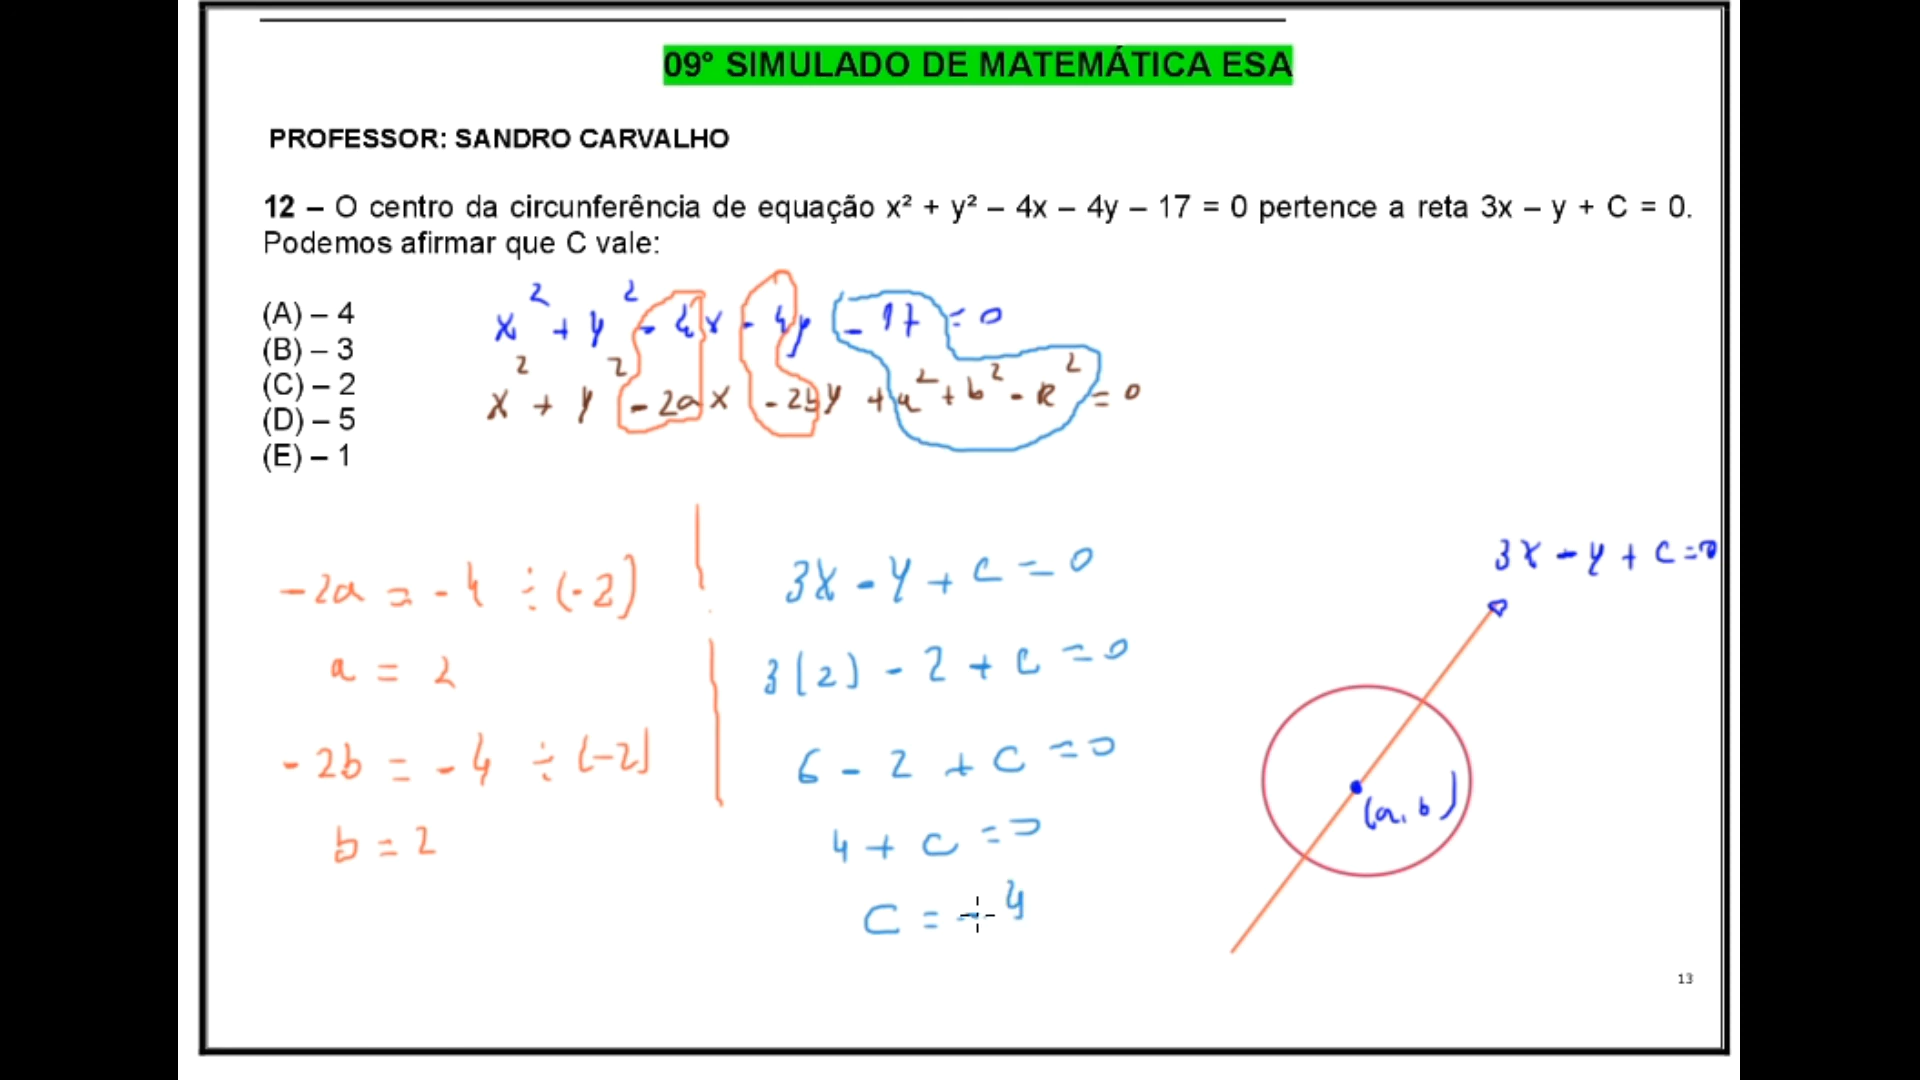 09° SIMULADO DE MATEMÁTICA ESA
PROFESSOR: SANDRO CARVALHO
12 – O centro da circunferência de equação x² + y² – 4x – 4y – 17 = 0 pertence a reta 3x – y + C = 0.
Podemos afirmar que C vale:
(A) – 4
(B) – 3
(C) – 2
(D) – 5
(E) – 1
x² + y² - 4x - 4y - 17 = 0
x² + y² - 2ax - 2by + a² + b² - R² = 0
-2a = -4 ÷ (-2)
a = 2
-2b = -4 ÷ (-2)
b = 2
3x - y + c = 0
3(2) - 2 + c = 0
6 - 2 + c = 0
4 + c = 0
c = -4
3x - y + c = 0
(a, b)
13